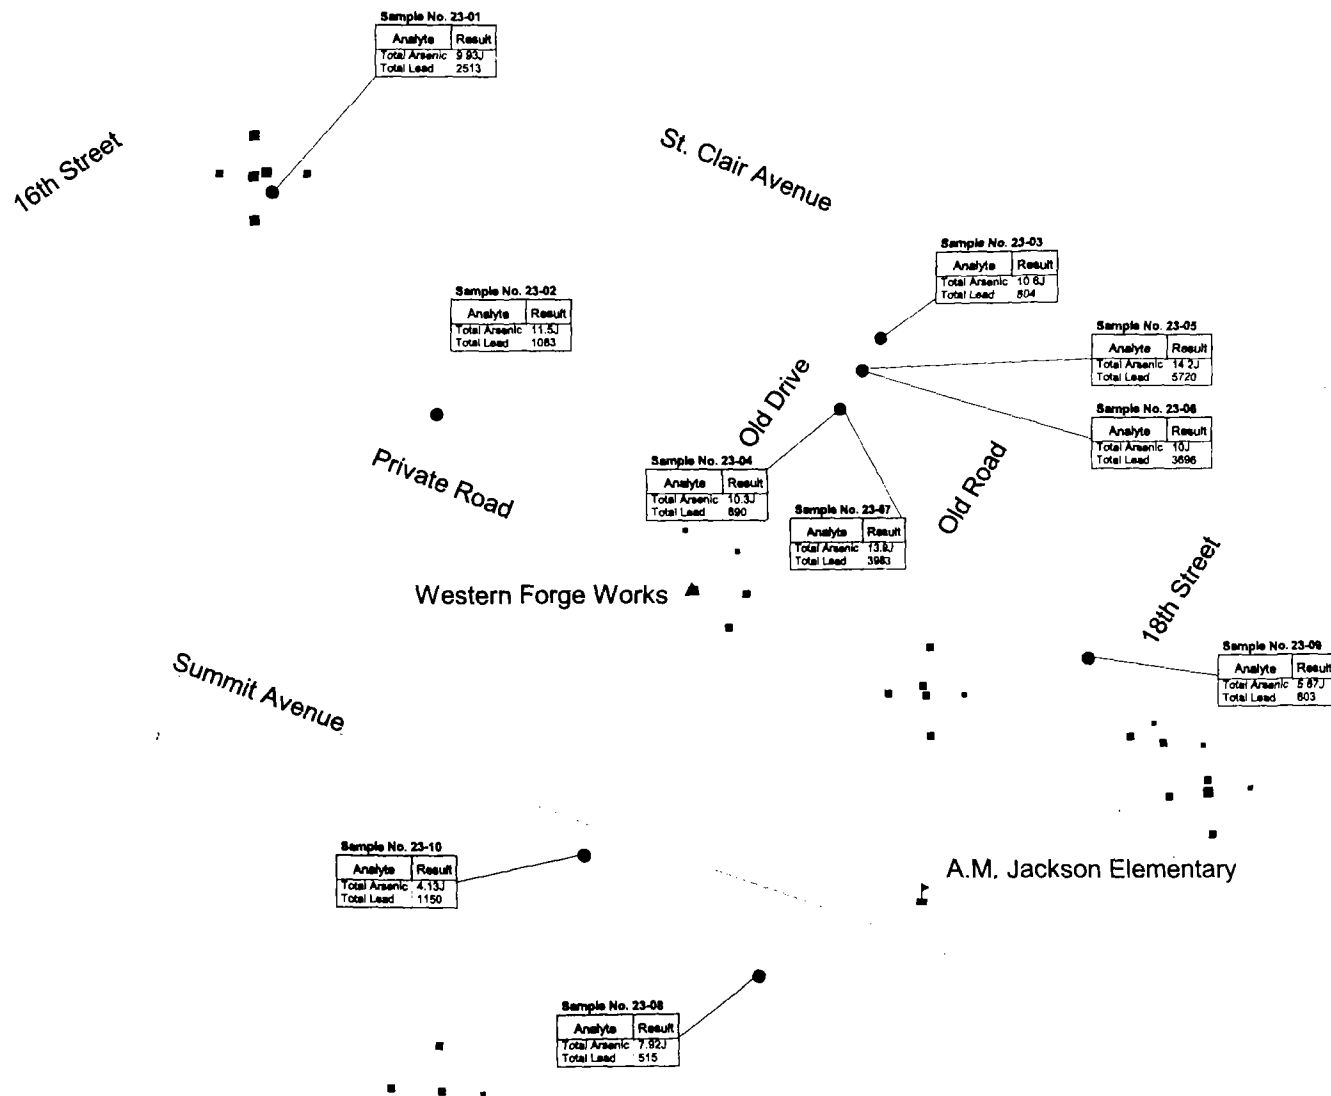 Sample No. 23-01
Analyte Result
Total Arsenic 9.93J
Total Lead 2513
16th Street
St. Clair Avenue
Sample No. 23-03
Analyte Result
Total Arsenic 10.6J
Total Lead 804
Sample No. 23-02
Analyte Result
Total Arsenic 11.5J
Total Lead 1083
Sample No. 23-05
Analyte Result
Total Arsenic 14.2J
Total Lead 5720
Old Drive
Sample No. 23-06
Analyte Result
Total Arsenic 10J
Total Lead 3696
Private Road
Sample No. 23-04
Analyte Result
Total Arsenic 10.3J
Total Lead 890
Old Road
Sample No. 23-87
Analyte Result
Total Arsenic 13.9J
Total Lead 3983
Western Forge Works
18th Street
Sample No. 23-09
Analyte Result
Total Arsenic 5.67J
Total Lead 603
Summit Avenue
Sample No. 23-10
Analyte Result
Total Arsenic 4.13J
Total Lead 1150
A.M. Jackson Elementary
Sample No. 23-08
Analyte Result
Total Arsenic 7.92J
Total Lead 515